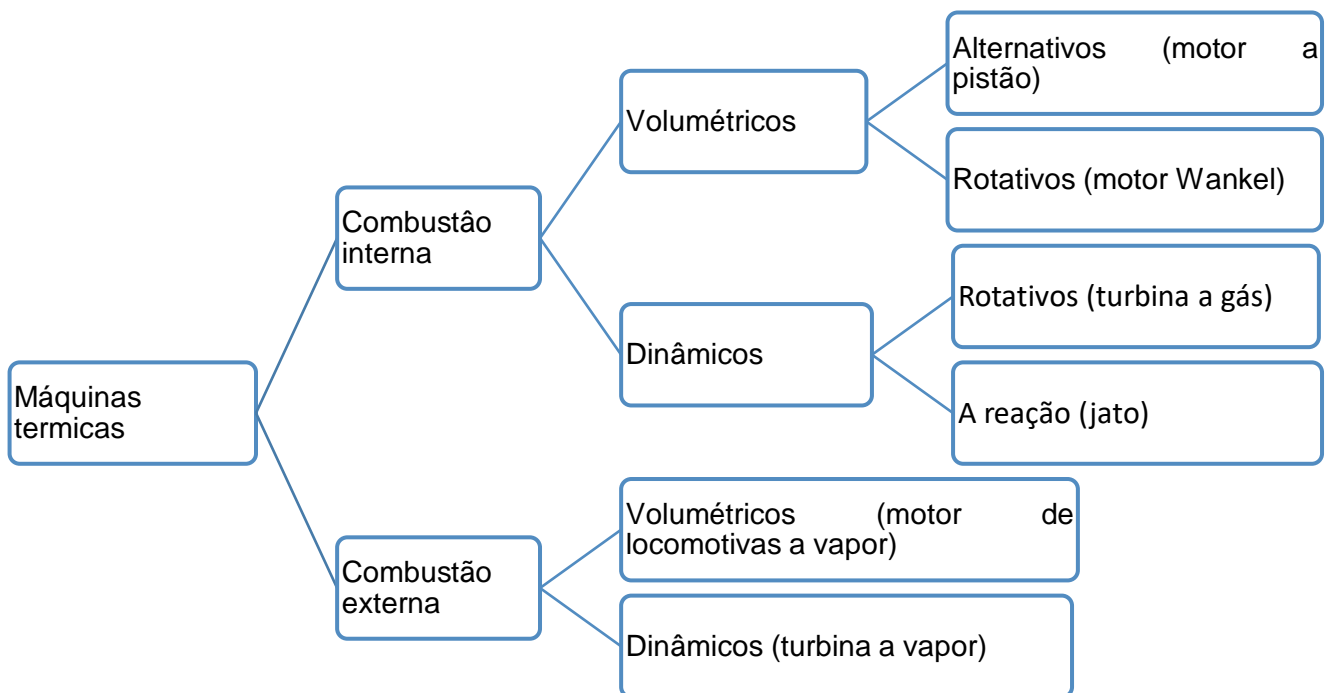 Alternativos (motor a
pistão)
Volumétricos
Rotativos (motor Wankel)
Combustâo
interna
Rotativos (turbina a gás)
Dinâmicos
A reação (jato)
Máquinas
termicas
Volumétricos (motor de
locomotivas a vapor)
Combustão
externa
Dinâmicos (turbina a vapor)